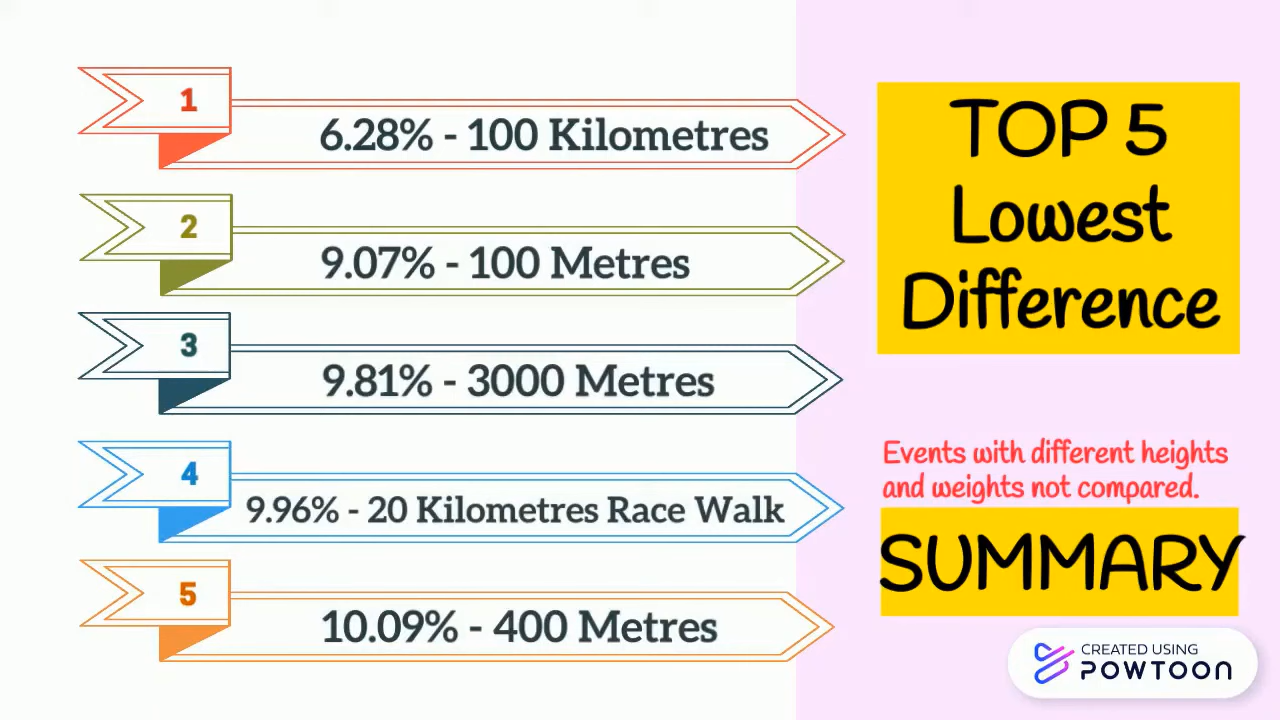 1
6.28% - 100 Kilometres
2
9.07% - 100 Metres
3
9.81% - 3000 Metres
4
9.96% - 20 Kilometres Race Walk
5
10.09% - 400 Metres
TOP 5
Lowest
Difference
Events with different heights
and weights not compared.
SUMMARY
CREATED USING
POWTOON